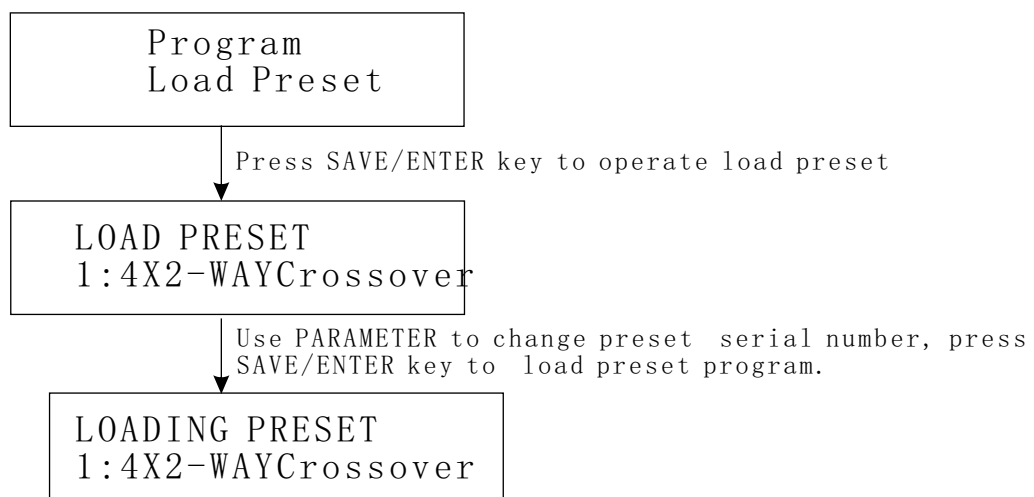 Program
Load Preset
Press SAVE/ENTER key to operate load preset
LOAD PRESET
1:4X2-WAYCrossover
Use PARAMETER to change preset serial number, press
SAVE/ENTER key to load preset program.
LOADING PRESET
1:4X2-WAYCrossover